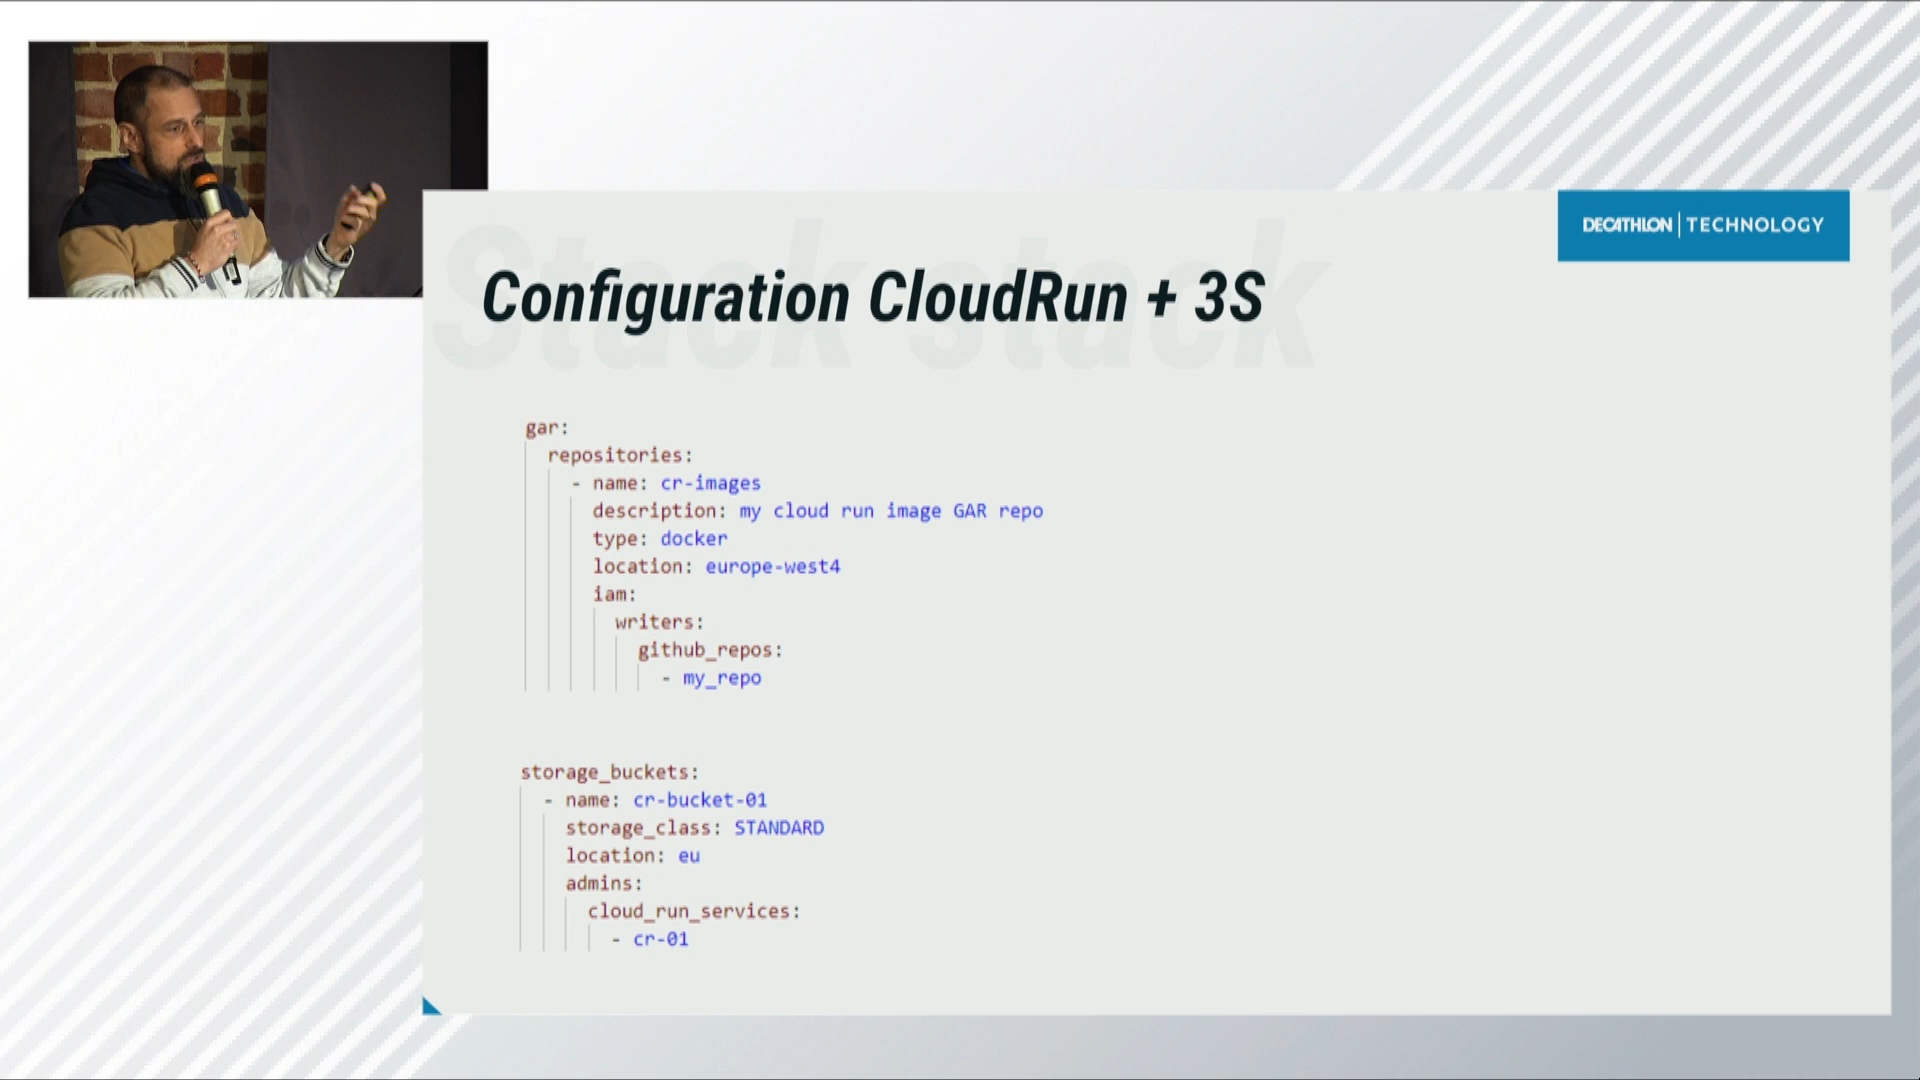 DECATHLON | TECHNOLOGY
Stack stack
Configuration CloudRun + 3S
gar:
repositories:
- name: cr-images
description: my cloud run image GAR repo
type: docker
location: europe-west4
iam:
writers:
github_repos:
- my_repo
storage_buckets:
- name: cr-bucket-01
storage_class: STANDARD
location: eu
admins:
cloud_run_services:
- cr-01